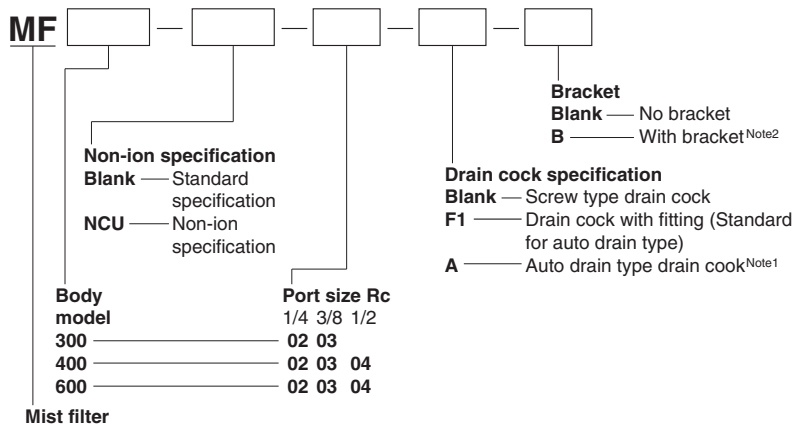 MF
Bracket
Blank No bracket
B With bracket Note2
Non-ion specification
Blank Standard
specification
NCU Non-ion
specification
Drain cock specification
Blank Screw type drain cock
F1 Drain cock with fitting (Standard
for auto drain type)
A Auto drain type drain cook Note1
Body
model
Port size Rc
1/4 3/8 1/2
300 02 03
400 02 03 04
600 02 03 04
Mist filter